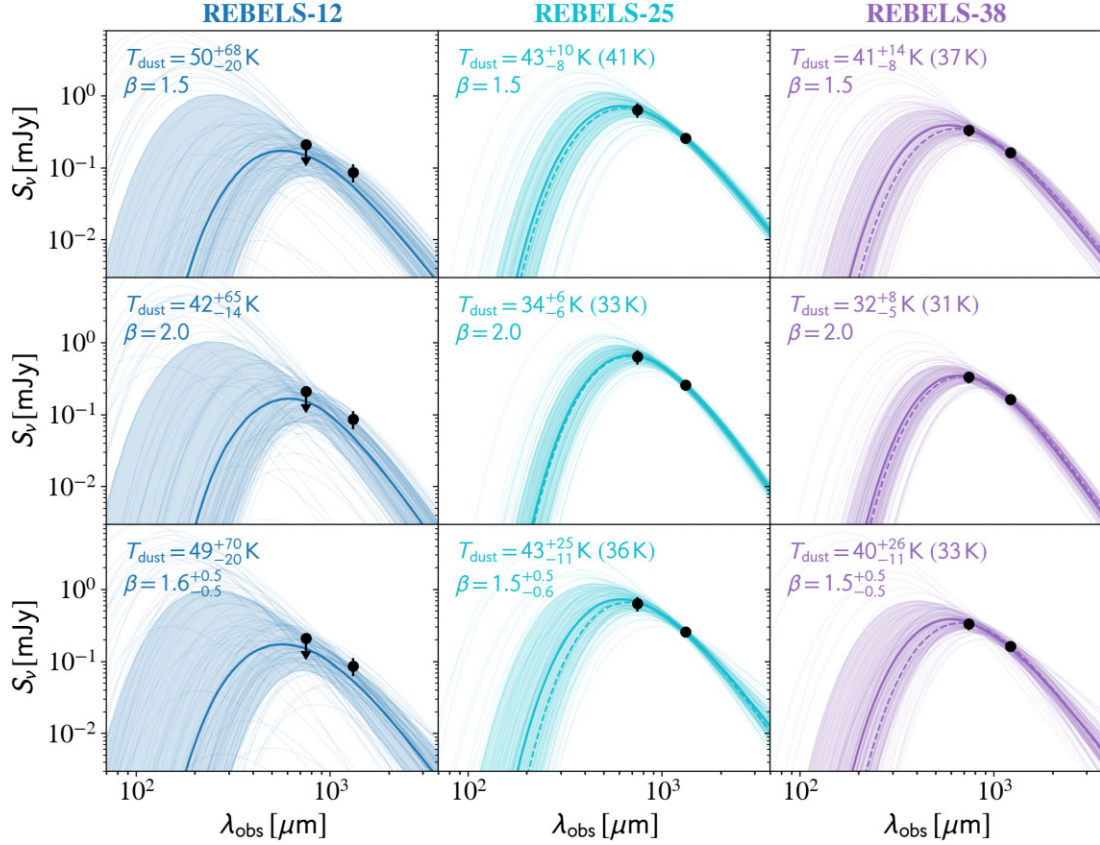 REBELS-12 REBELS-25 REBELS-38
T_dust = 50^{+68}_{-20} K
β = 1.5
T_dust = 43^{+10}_{-8} K (41 K)
β = 1.5
T_dust = 41^{+14}_{-8} K (37 K)
β = 1.5
S_ν [mJy]
10^0
10^{-1}
10^{-2}
T_dust = 42^{+65}_{-14} K
β = 2.0
T_dust = 34^{+6}_{-6} K (33 K)
β = 2.0
T_dust = 32^{+8}_{-5} K (31 K)
β = 2.0
S_ν [mJy]
10^0
10^{-1}
10^{-2}
T_dust = 49^{+70}_{-20} K
β = 1.6^{+0.5}_{-0.5}
T_dust = 43^{+25}_{-11} K (36 K)
β = 1.5^{+0.5}_{-0.6}
T_dust = 40^{+26}_{-11} K (33 K)
β = 1.5^{+0.5}_{-0.5}
S_ν [mJy]
10^0
10^{-1}
10^{-2}
10^2 10^3 10^2 10^3 10^2 10^3
λ_obs [μm] λ_obs [μm] λ_obs [μm]